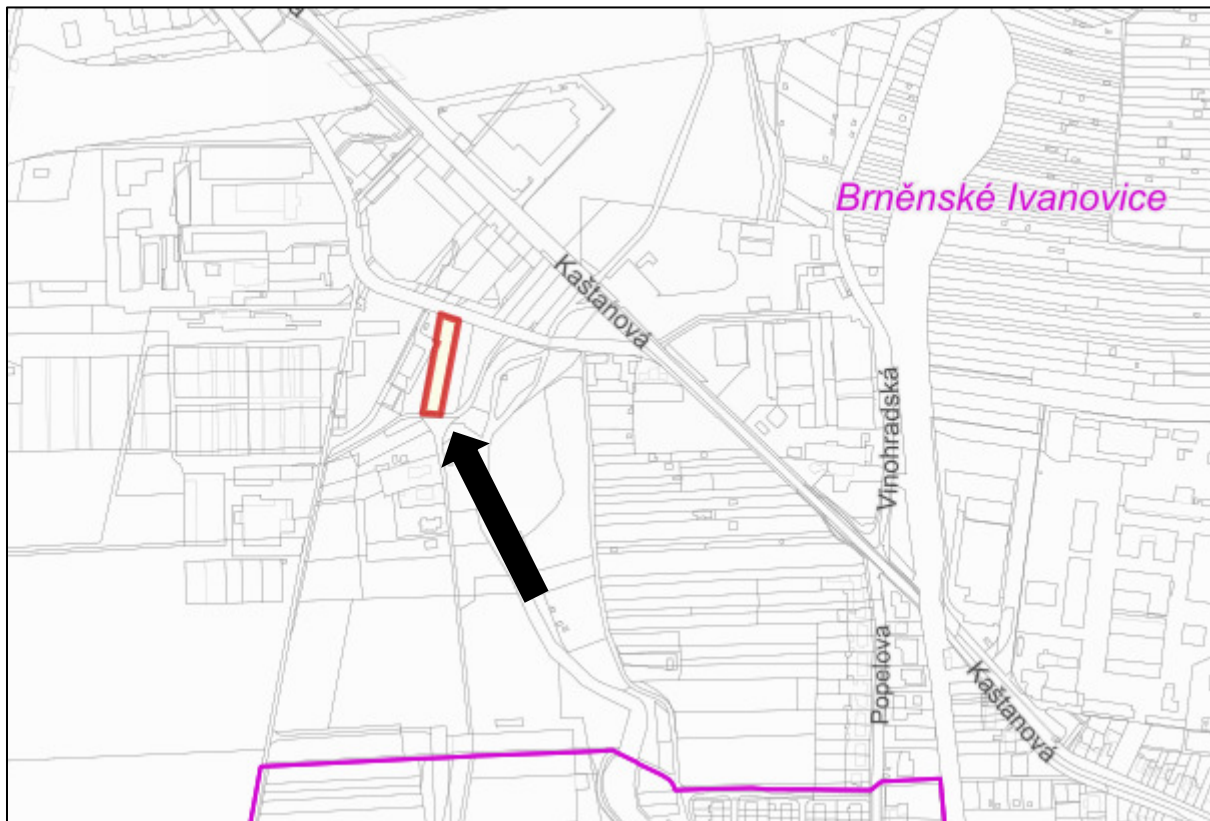 Brněnské Ivanovice
Kaštanová
Vinohradská
Popelova
Kaštanová